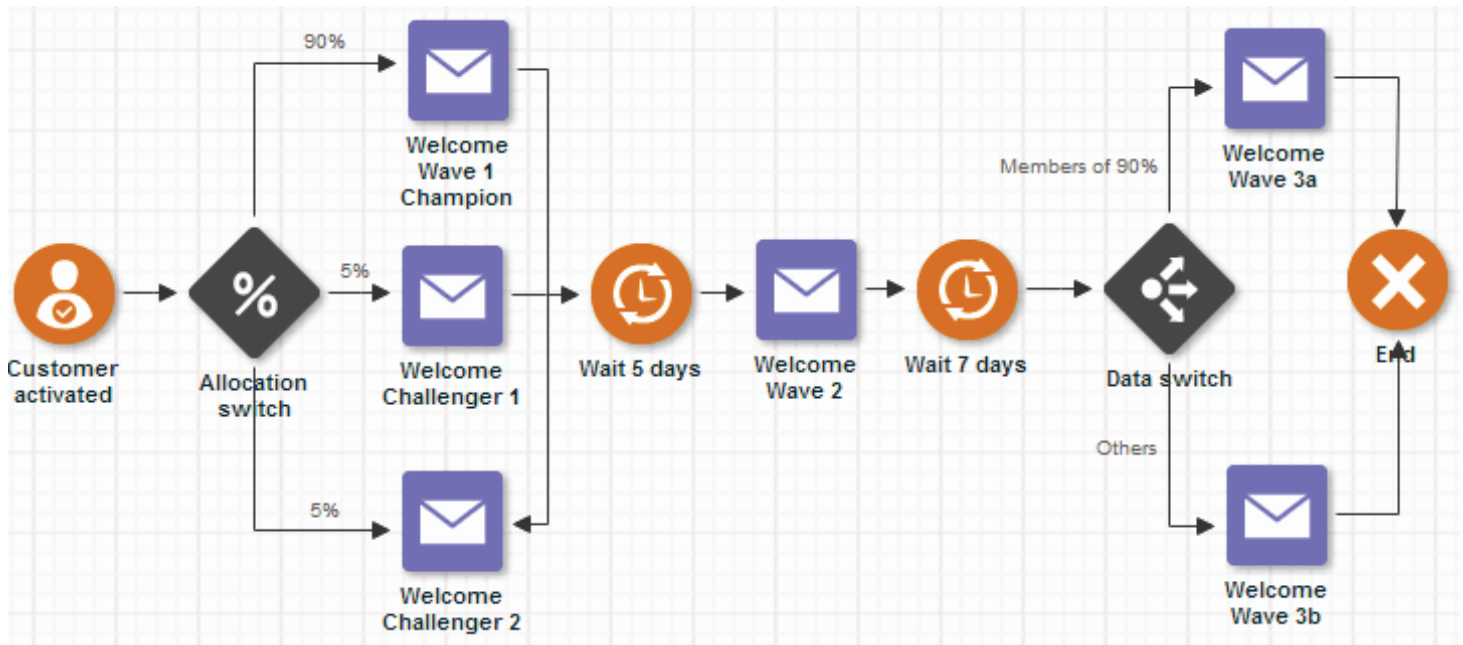 90%
Welcome
Wave 1
Champion
Members of 90%
Welcome
Wave 3a
5%
Customer
activated
%
Allocation
switch
Welcome
Challenger 1
Wait 5 days
Welcome
Wave 2
Wait 7 days
Data switch
End
5%
Others
Welcome
Challenger 2
Welcome
Wave 3b